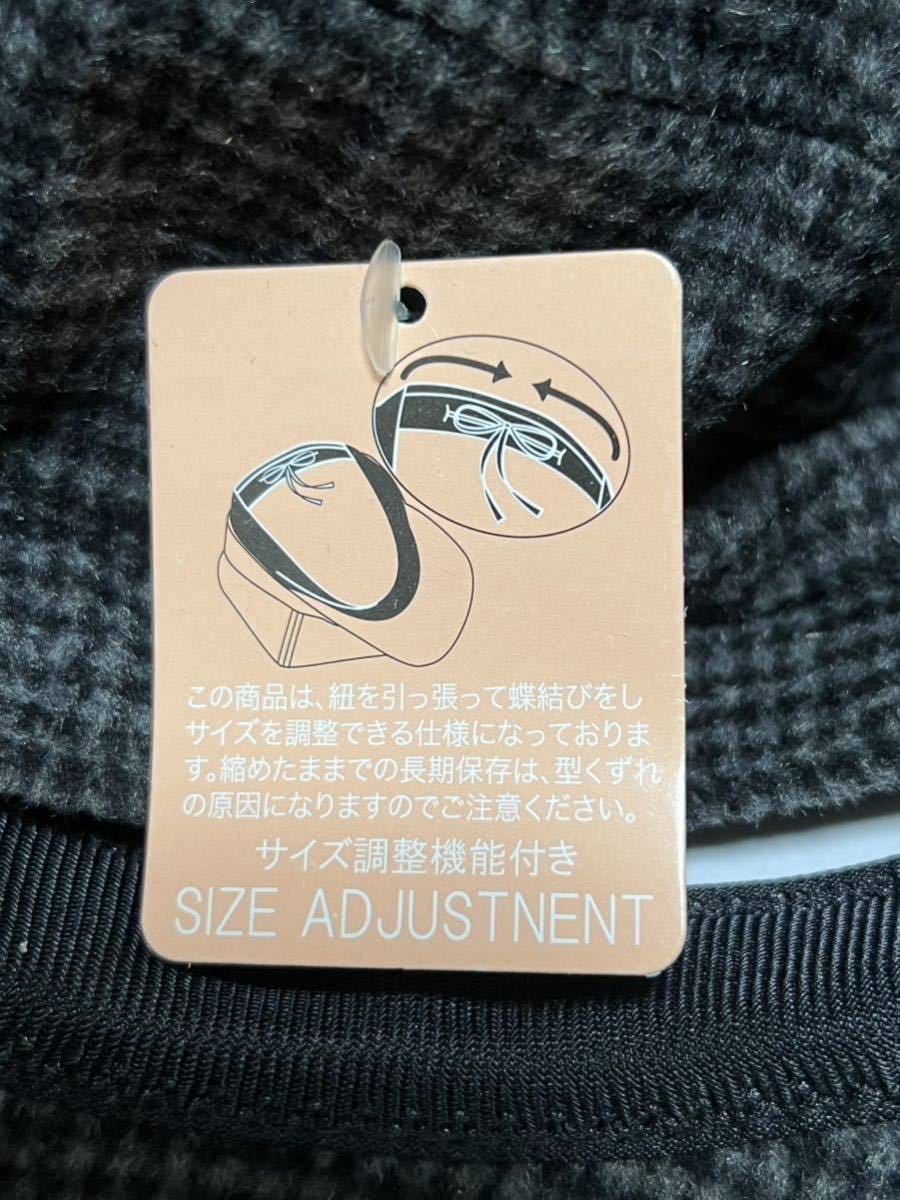 この商品は、紐を引っ張って蝶結びをし
サイズを調整できる仕様になっておりま
す。縮めたままでの長期保存は、型くずれ
の原因になりますのでご注意ください。
サイズ調整機能付き
SIZE ADJUSTNENT